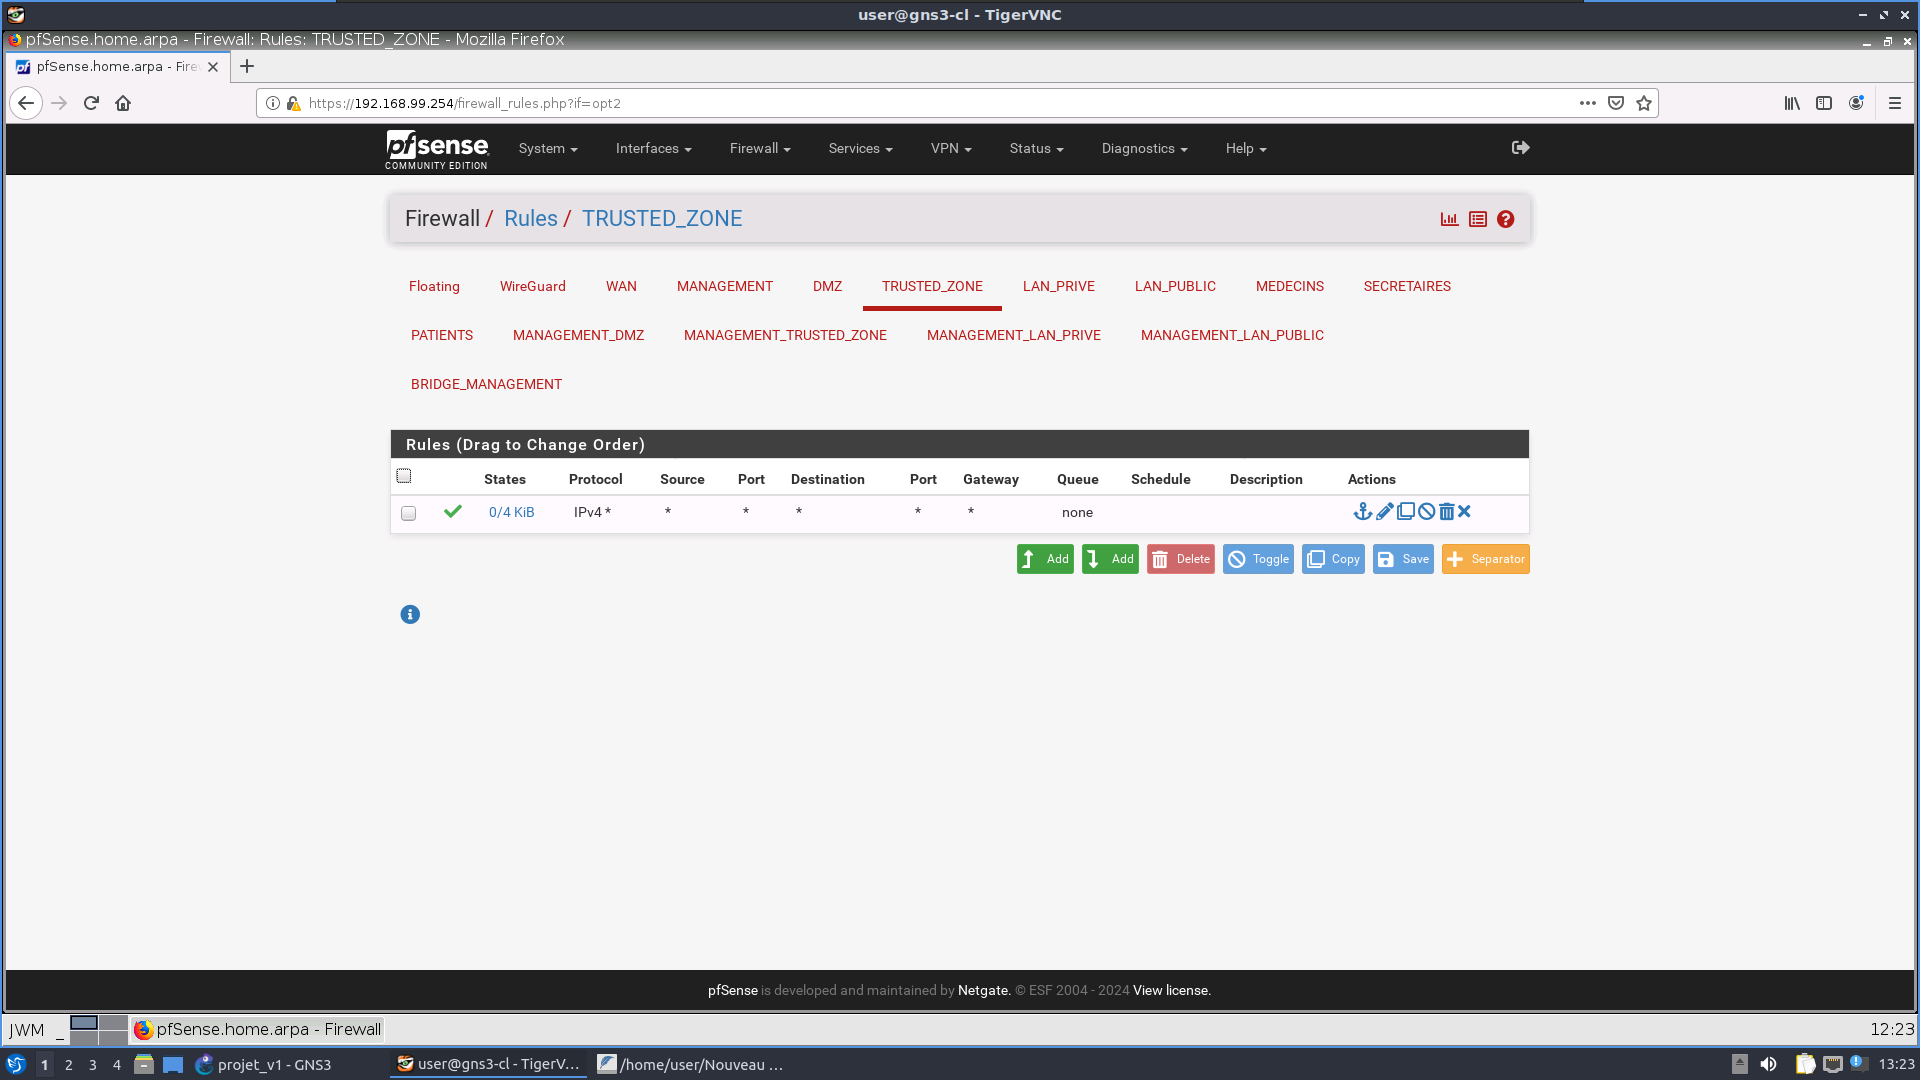 user@gns3-cl - TigerVNC
pfSense.home.arpa - Firewall: Rules: TRUSTED_ZONE - Mozilla Firefox
pfSense.home.arpa - Fire
https://192.168.99.254/firewall_rules.php?if=opt2
pfsense
COMMUNITY EDITION
System Interfaces Firewall Services VPN Status Diagnostics Help
Firewall / Rules / TRUSTED_ZONE
Floating WireGuard WAN MANAGEMENT DMZ TRUSTED_ZONE LAN_PRIVE LAN_PUBLIC MEDECINS SECRETAIRES
PATIENTS MANAGEMENT_DMZ MANAGEMENT_TRUSTED_ZONE MANAGEMENT_LAN_PRIVE MANAGEMENT_LAN_PUBLIC
BRIDGE_MANAGEMENT
Rules (Drag to Change Order)
States Protocol Source Port Destination Port Gateway Queue Schedule Description Actions
0/4 KiB IPv4 * * * * * * none
Add Add Delete Toggle Copy Save Separator
pfSense is developed and maintained by Netgate. © ESF 2004 - 2024 View license.
JWM _ pfSense.home.arpa - Firewall 12:23
1 2 3 4 projet_v1 - GNS3 user@gns3-cl - TigerV... /home/user/Nouveau ... 13:23